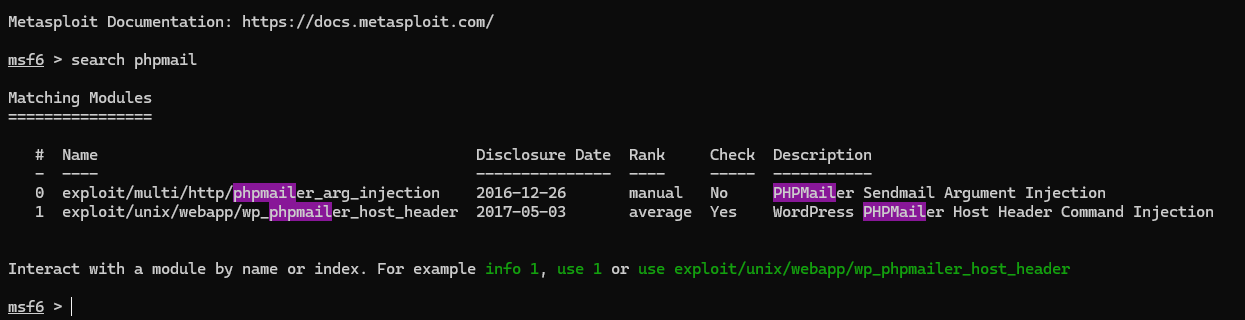 Metasploit Documentation: https://docs.metasploit.com/
msf6 > search phpmail
Matching Modules
================
#  Name                                              Disclosure Date  Rank     Check  Description
-  ----                                              ---------------  ----     -----  -----------
0  exploit/multi/http/phpmailer_arg_injection    2016-12-26       manual   No     PHPMailer Sendmail Argument Injection
1  exploit/unix/webapp/wp_phpmailer_host_header  2017-05-03       average  Yes    WordPress PHPMailer Host Header Command Injection
Interact with a module by name or index. For example info 1, use 1 or use exploit/unix/webapp/wp_phpmailer_host_header
msf6 >